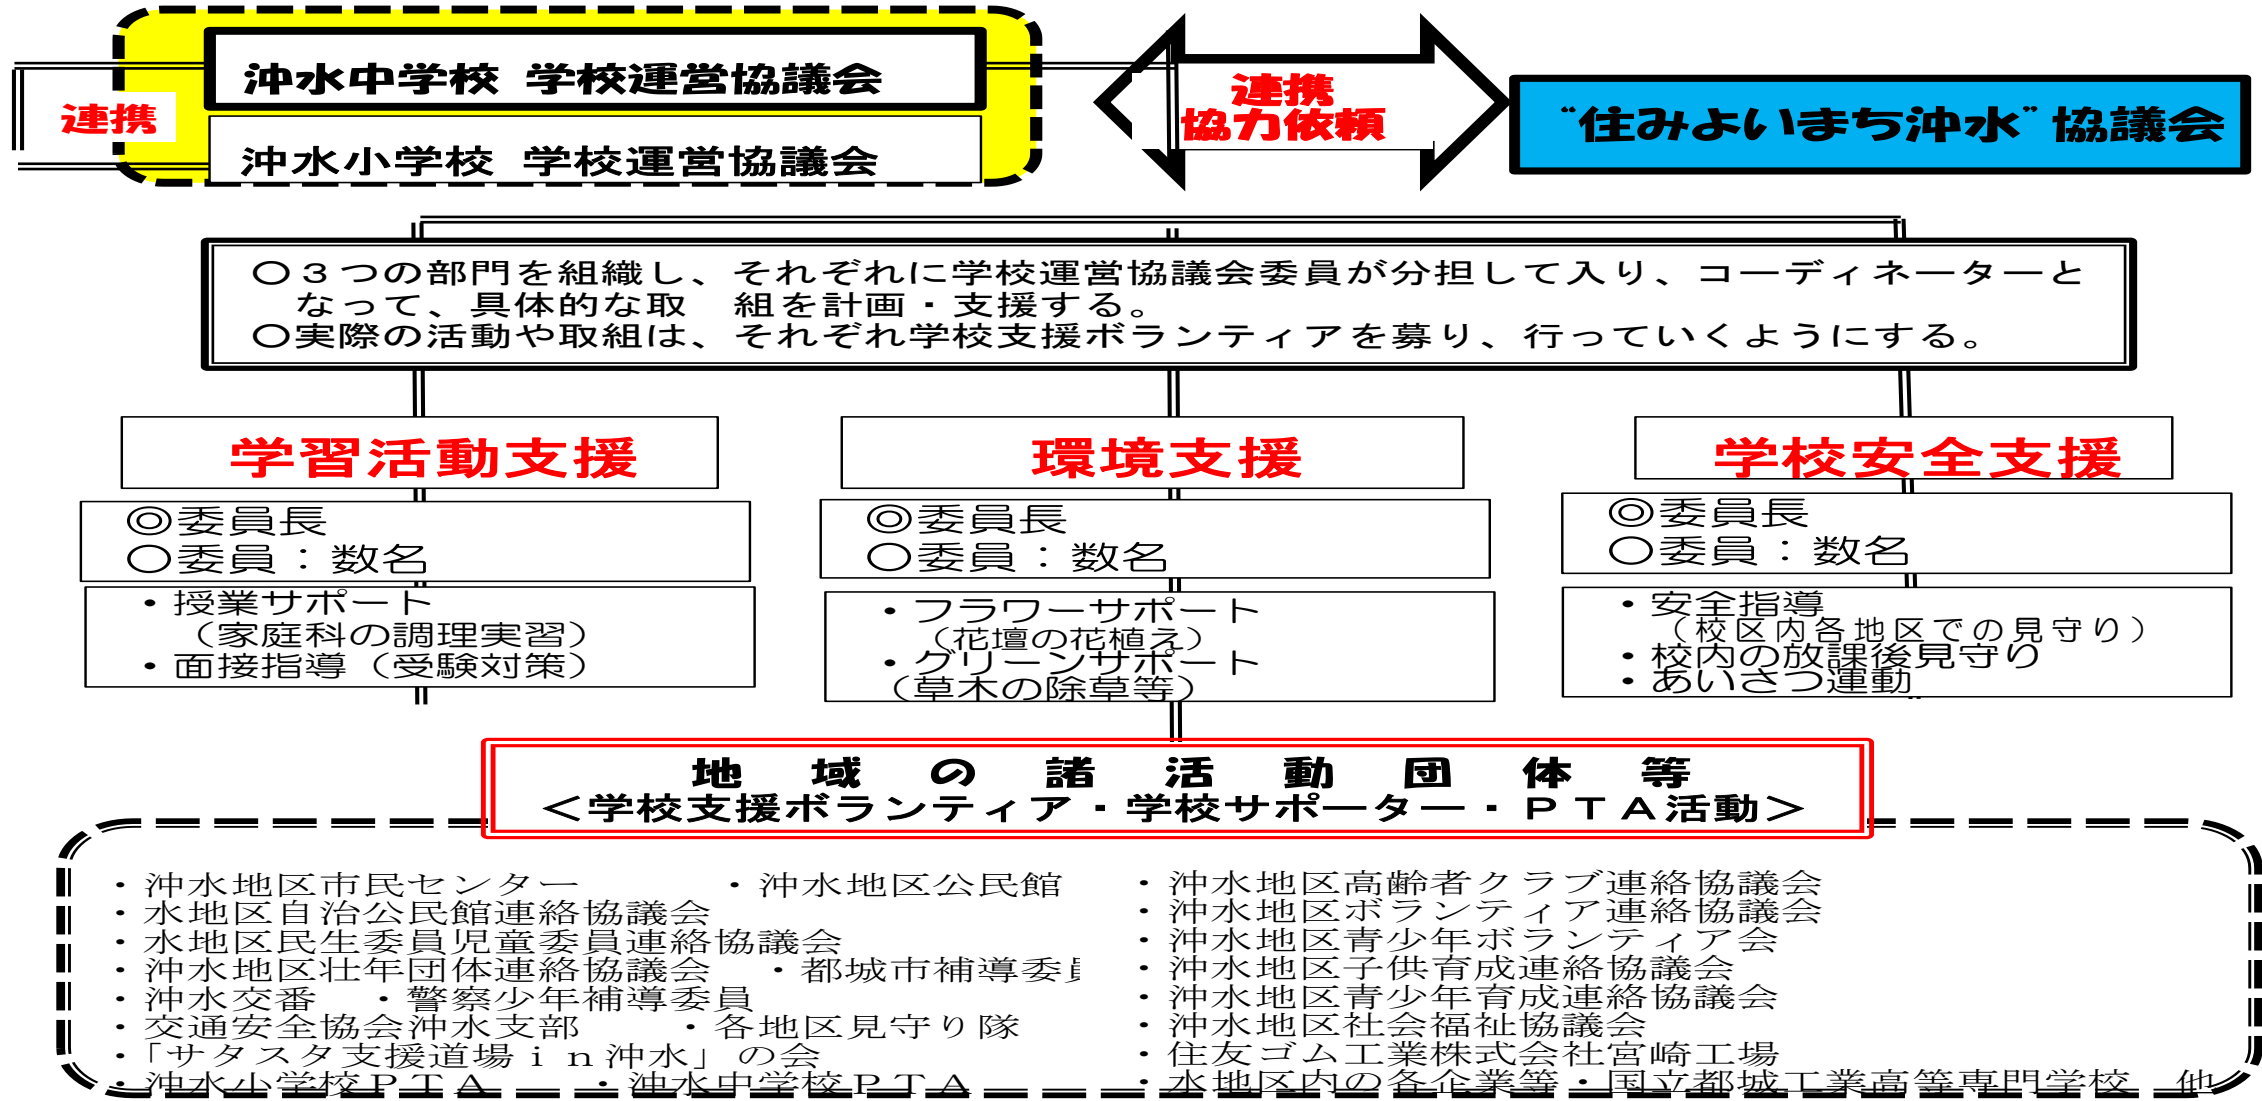 沖水中学校 学校運営協議会
連携
沖水小学校 学校運営協議会
連携
協力依頼
“住みよいまち沖水”協議会
〇３つの部門を組織し、それぞれに学校運営協議会委員が分担して入り、コーディネーターと
なって、具体的な取　組を計画・支援する。
〇実際の活動や取組は、それぞれ学校支援ボランティアを募り、行っていくようにする。
学習活動支援
◎委員長
〇委員：数名
・授業サポート
（家庭科の調理実習）
・面接指導（受験対策）
環境支援
◎委員長
〇委員：数名
・フラワーサポート
（花壇の花植え）
・グリーンサポート
（草木の除草等）
学校安全支援
◎委員長
〇委員：数名
・安全指導
（校区内各地区での見守り）
・校内の放課後見守り
・あいさつ運動
地域の諸活動団体等
＜学校支援ボランティア・学校サポーター・ＰＴＡ活動＞
・沖水地区市民センター　・沖水地区公民館
・水地区自治公民館連絡協議会
・水地区民生委員児童委員連絡協議会
・沖水地区壮年団体連絡協議会　・都城市補導委員
・沖水交番　・警察少年補導委員
・交通安全協会沖水支部　・各地区見守り隊
・「サタスタ支援道場ｉｎ沖水」の会
・沖水小学校ＰＴＡ　・沖水中学校ＰＴＡ
・沖水地区高齢者クラブ連絡協議会
・沖水地区ボランティア連絡協議会
・沖水地区青少年ボランティア会
・沖水地区子供育成連絡協議会
・沖水地区青少年育成連絡協議会
・沖水地区社会福祉協議会
・住友ゴム工業株式会社宮崎工場
・水地区内の各企業等・国立都城工業高等専門学校　他